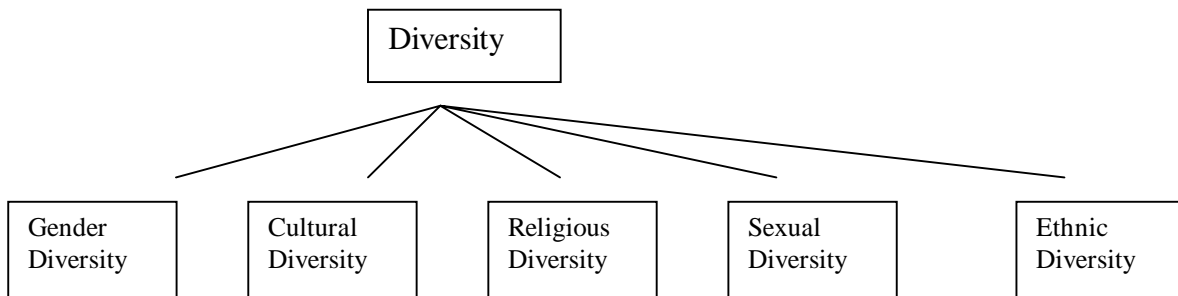 Diversity
Gender
Diversity
Cultural
Diversity
Religious
Diversity
Sexual
Diversity
Ethnic
Diversity